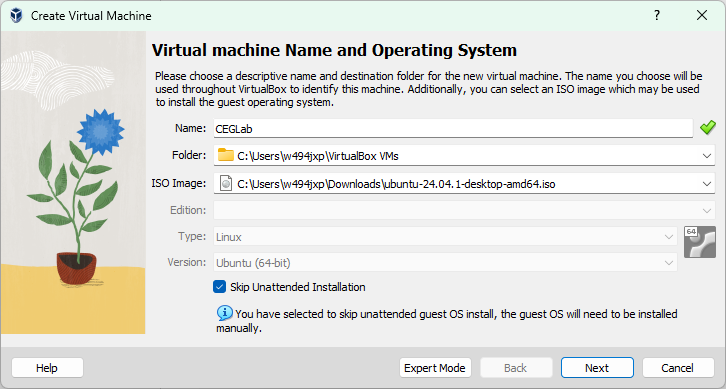 Create Virtual Machine
?
Virtual machine Name and Operating System
Please choose a descriptive name and destination folder for the new virtual machine. The name you choose will be
used throughout VirtualBox to identify this machine. Additionally, you can select an ISO image which may be used
to install the guest operating system.
Name: CEGLab
Folder: C:\Users\w494jxp\VirtualBox VMs
ISO Image: C:\Users\w494jxp\Downloads\ubuntu-24.04.1-desktop-amd64.iso
Edition:
Type: Linux
64
Version: Ubuntu (64-bit)
Skip Unattended Installation
You have selected to skip unattended guest OS install, the guest OS will need to be installed
manually.
Help Expert Mode Back Next Cancel